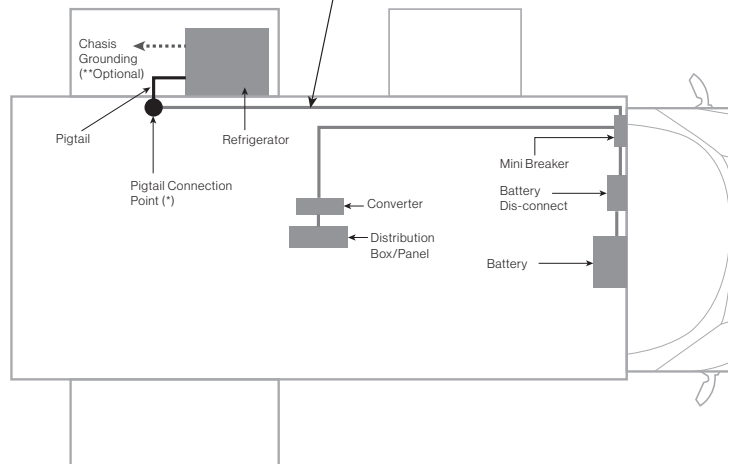 Chasis
Grounding
(**Optional)
Pigtail
Refrigerator
Pigtail Connection
Point (*)
Mini Breaker
Battery
Dis-connect
Converter
Distribution
Box/Panel
Battery